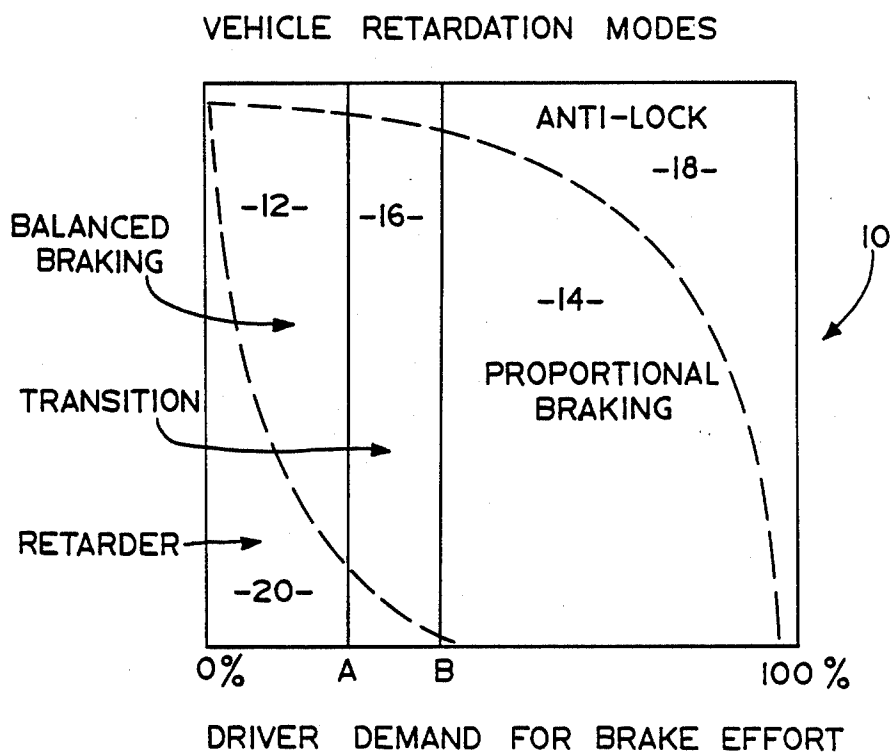 VEHICLE RETARDATION MODES
ANTI-LOCK
-18-
-12-
-16-
BALANCED
BRAKING
10
-14-
PROPORTIONAL
BRAKING
TRANSITION
RETARDER
-20-
0% A B 100%
DRIVER DEMAND FOR BRAKE EFFORT